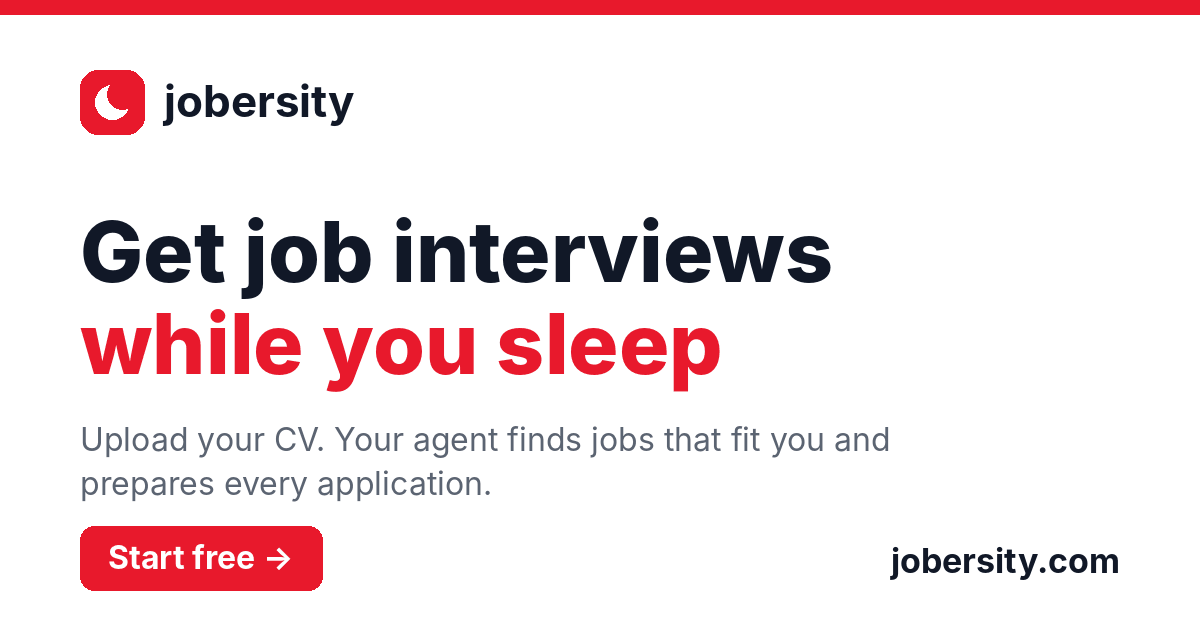 jobersity
Get job interviews
while you sleep
Upload your CV. Your agent finds jobs that fit you and
prepares every application.
Start free →
jobersity.com